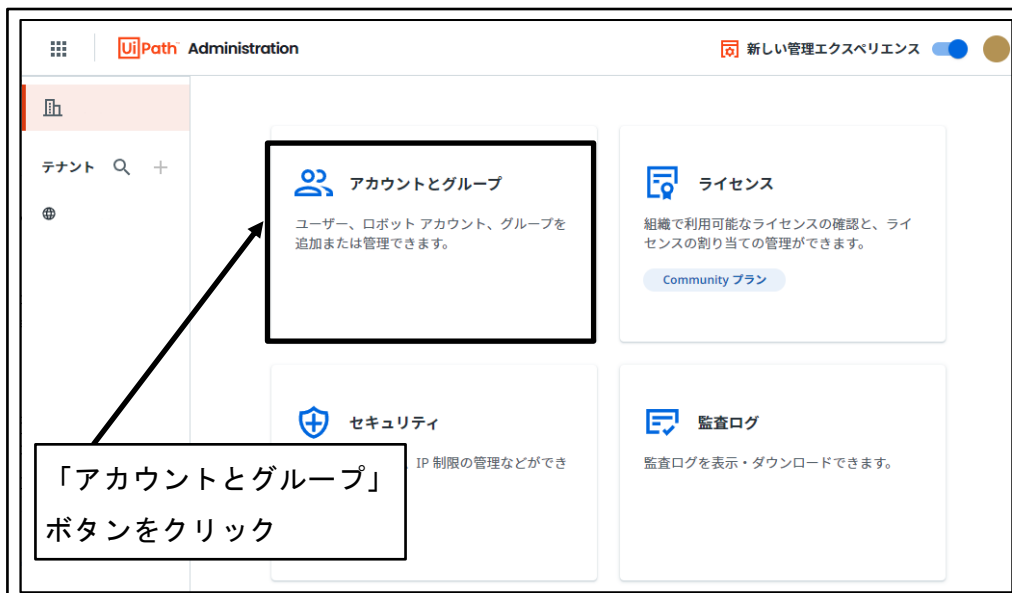 UiPath Administration
新しい管理エクスペリエンス
テナント
アカウントとグループ
ユーザー、ロボット アカウント、グループを
追加または管理できます。
ライセンス
組織で利用可能なライセンスの確認と、ライ
センスの割り当ての管理ができます。
Community プラン
セキュリティ
IP 制限の管理などができ
監査ログ
監査ログを表示・ダウンロードできます。
「アカウントとグループ」
ボタンをクリック